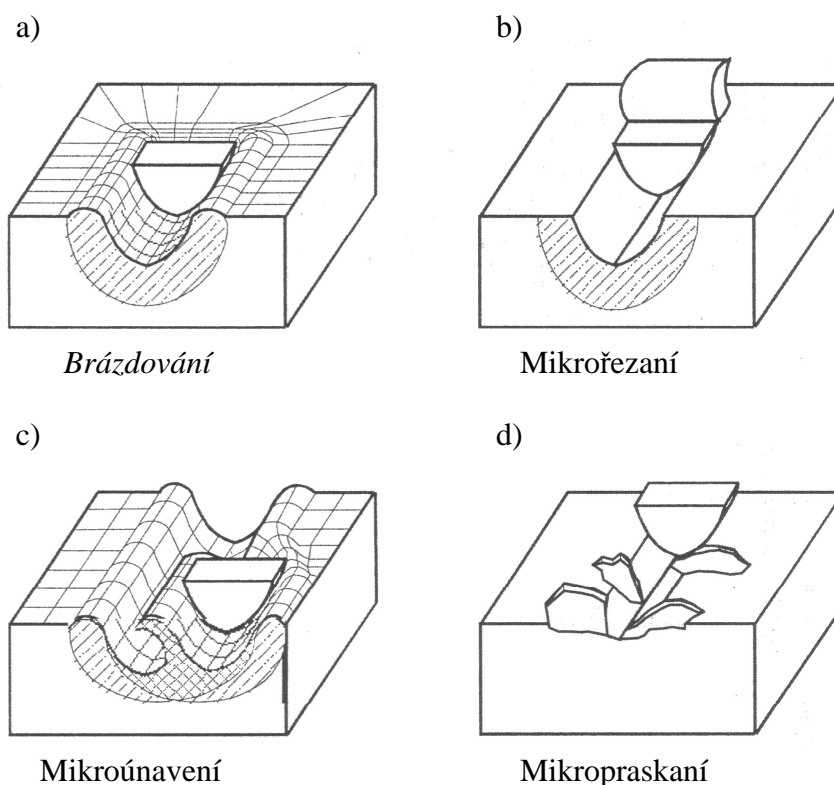 a)
b)
Brázdování
Mikrořezaní
c)
d)
Mikroúnavení
Mikropraskaní